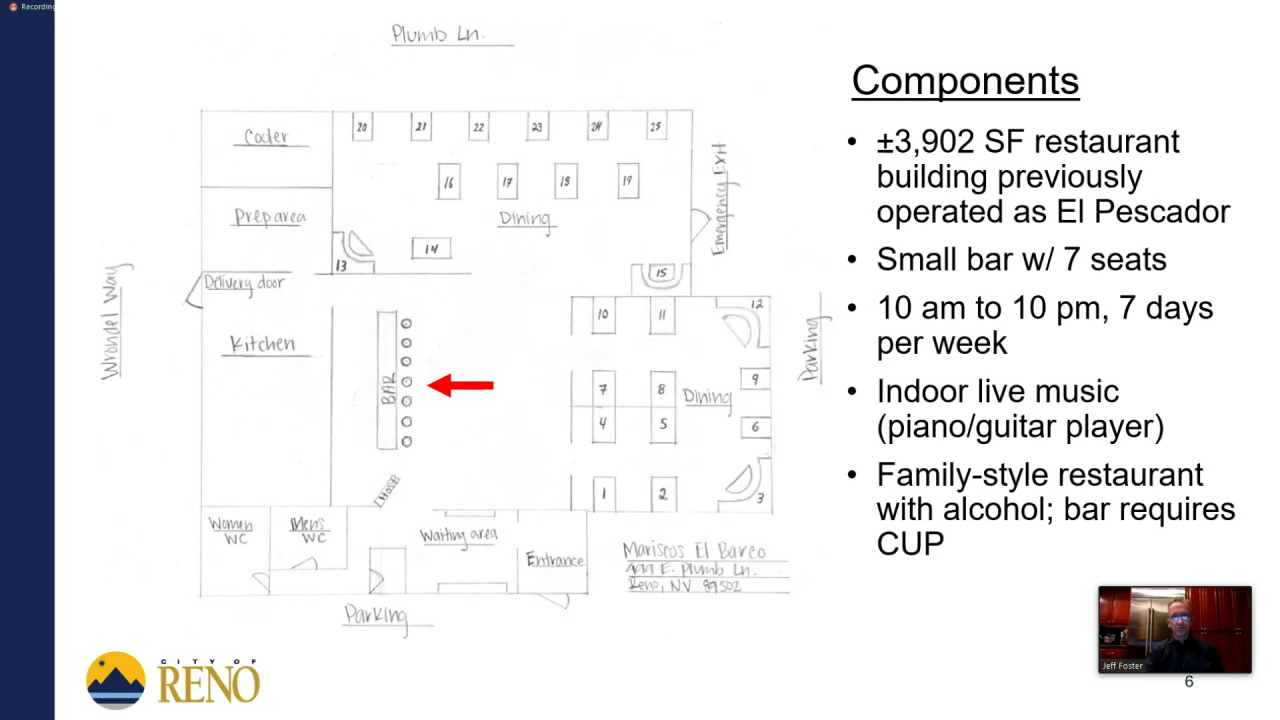 Recording
Plumb Ln.
Components
• ±3,902 SF restaurant
building previously
operated as El Pescador
• Small bar w/ 7 seats
• 10 am to 10 pm, 7 days
per week
• Indoor live music
(piano/guitar player)
• Family-style restaurant
with alcohol; bar requires
CUP
Cooler
20 21 22 23 24 25
16 17 18 19
Prep area
Dining
Emergency Exit
14
13
15
Delivery door
Wrondel Way
Kitchen
BAR
10 11 12
7 8 9
Dining
4 5 6
1 2 3
Parking
Women
WC
Mens
WC
Waiting area
Entrance
Mariscos El Barco
499 E. Plumb Ln.
Reno, NV 89502
Parking
CITY OF
RENO
Jeff Foster
6